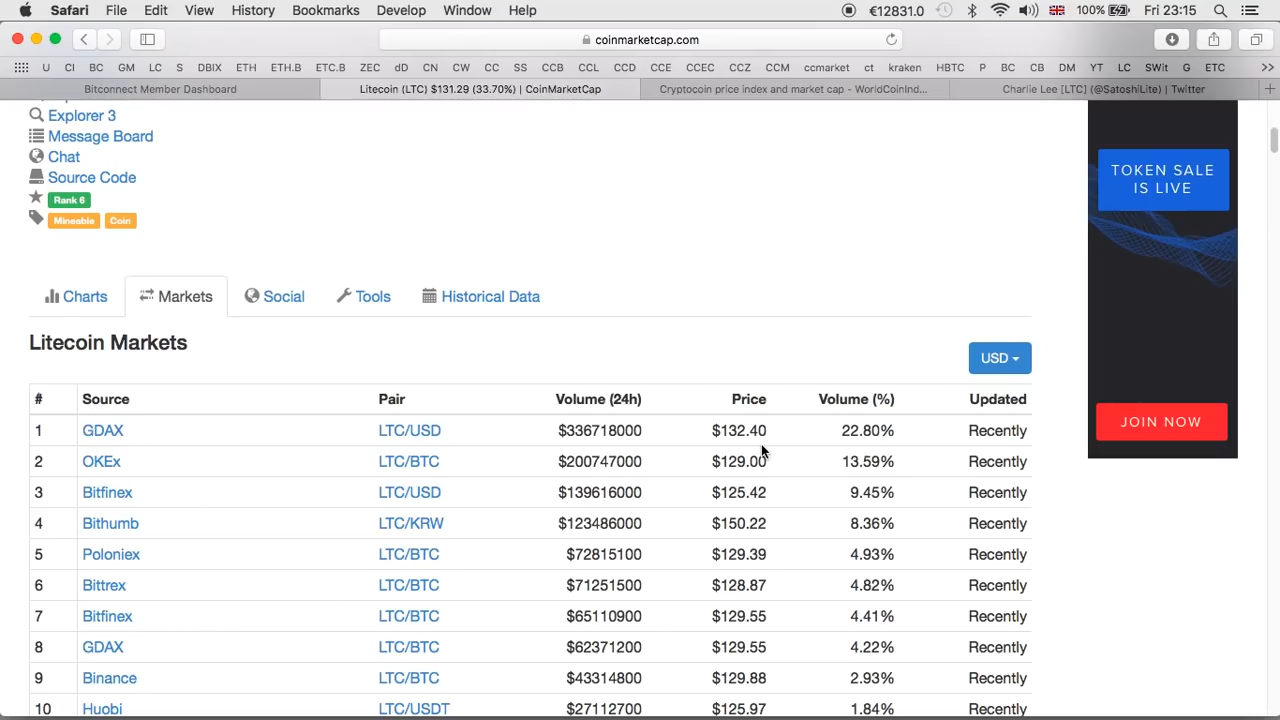 Safari File Edit View History Bookmarks Develop Window Help €12831.0 100% Fri 23:15
coinmarketcap.com
U CI BC GM LC S DBIX ETH ETH.B ETC.B ZEC dD CN CW CC SS CCB CCL CCD CCE CCEC CCZ CCM ccmarket ct kraken HBTC P BC CB DM YT LC SWit G ETC
Bitconnect Member Dashboard Litecoin (LTC) $131.29 (33.70%) | CoinMarketCap Cryptocoin price index and market cap - WorldCoinInd... Charlie Lee [LTC] (@SatoshiLite) | Twitter
Explorer 3
Message Board
Chat
Source Code
Rank 6
Mineable Coin
TOKEN SALE
IS LIVE
Charts Markets Social Tools Historical Data
Litecoin Markets
USD
# Source Pair Volume (24h) Price Volume (%) Updated
1 GDAX LTC/USD $336718000 $132.40 22.80% Recently
JOIN NOW
2 OKEx LTC/BTC $200747000 $129.00 13.59% Recently
3 Bitfinex LTC/USD $139616000 $125.42 9.45% Recently
4 Bithumb LTC/KRW $123486000 $150.22 8.36% Recently
5 Poloniex LTC/BTC $72815100 $129.39 4.93% Recently
6 Bittrex LTC/BTC $71251500 $128.87 4.82% Recently
7 Bitfinex LTC/BTC $65110900 $129.55 4.41% Recently
8 GDAX LTC/BTC $62371200 $129.55 4.22% Recently
9 Binance LTC/BTC $43314800 $129.88 2.93% Recently
10 Huobi LTC/USDT $27112700 $125.97 1.84% Recently